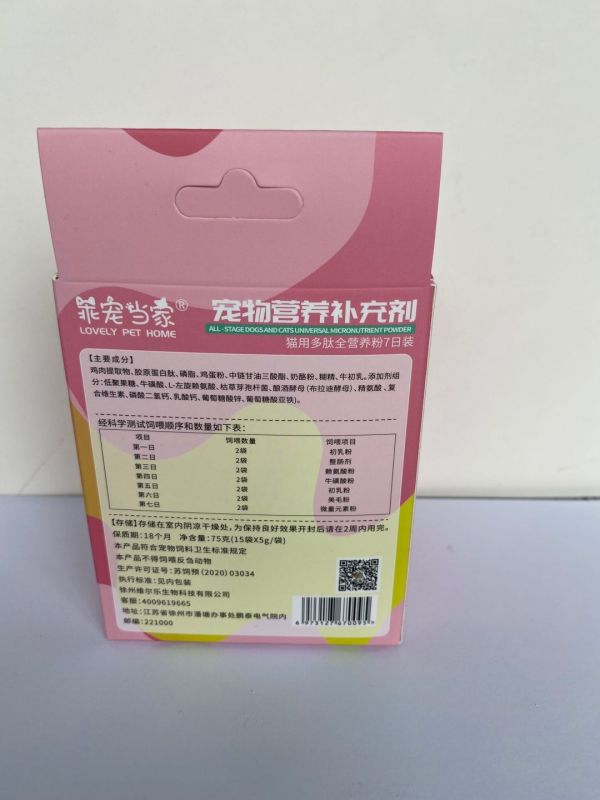 菲宠当家®
LOVELY PET HOME
宠物营养补充剂
ALL-STAGE DOGS AND CATS UNIVERSAL MICRONUTRIENT POWDER
猫用多肽全营养粉7日装
【主要成分】
鸡肉提取物、胶原蛋白肽、磷脂、鸡蛋粉、中链甘油三酸酯、奶酪粉、糊精、牛初乳。添加剂组
分：低聚果糖、牛磺酸、L-左旋赖氨酸、枯草芽孢杆菌、酿酒酵母（布拉迪酵母）、精氨酸、复
合维生素、磷酸二氢钙、乳酸钙、葡萄糖酸锌、葡萄糖酸亚铁）。
经科学测试饲喂顺序和数量如下表：
项目 饲喂数量 饲喂项目
第一日 2袋 初乳粉
第二日 2袋 整肠剂
第三日 2袋 赖氨酸粉
第四日 2袋 牛磺酸粉
第五日 2袋 初乳粉
第六日 2袋 美毛粉
第七日 2袋 微量元素粉
【存储】存储在室内阴凉干燥处，为保持良好效果开封后请在2周内用完。
保质期：18个月 净含量：75克（15袋X5g/袋）
本产品符合宠物饲料卫生标准规定
本产品不得饲喂反刍动物
生产许可证号：苏饲预（2020）03034
执行标准：见内包装
徐州维尔乐生物科技有限公司
客服：4009619665
地址：江苏省徐州市潘塘办事处鹏泰电气院内
邮编：221000
6 973121 670095 >